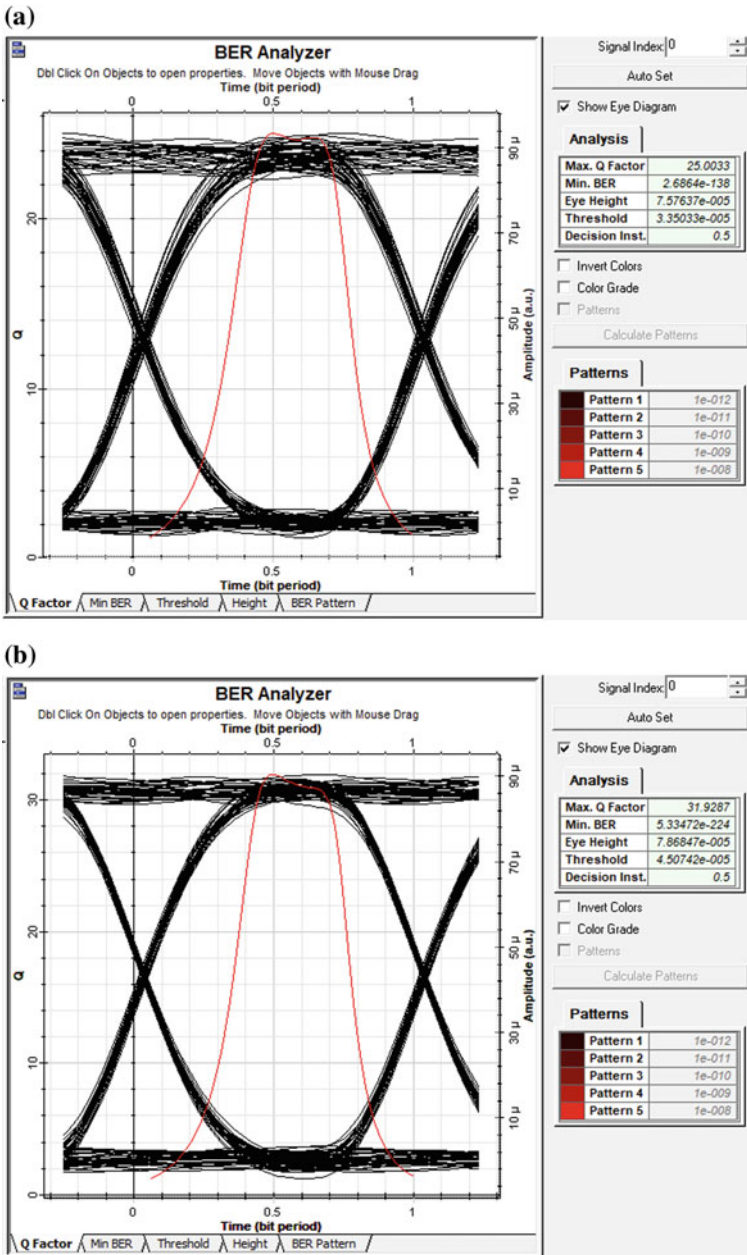 (a)
BER Analyzer
Dbl Click On Objects to open properties. Move Objects with Mouse Drag
Time (bit period)
0 0.5 1
Q
20
10
0
Amplitude (a.u.)
90 µ
70 µ
50 µ
30 µ
10 µ
0 0.5 1
Time (bit period)
Q Factor Min BER Threshold Height BER Pattern
Signal Index: 0
Auto Set
Show Eye Diagram
Analysis
Max. Q Factor 25.0033
Min. BER 2.6864e-138
Eye Height 7.57637e-005
Threshold 3.35033e-005
Decision Inst. 0.5
Invert Colors
Color Grade
Patterns
Calculate Patterns
Patterns
Pattern 1 1e-012
Pattern 2 1e-011
Pattern 3 1e-010
Pattern 4 1e-009
Pattern 5 1e-008
(b)
BER Analyzer
Dbl Click On Objects to open properties. Move Objects with Mouse Drag
Time (bit period)
0 0.5 1
Q
30
20
10
0
Amplitude (a.u.)
90 µ
70 µ
50 µ
30 µ
10 µ
0 0.5 1
Time (bit period)
Q Factor Min BER Threshold Height BER Pattern
Signal Index: 0
Auto Set
Show Eye Diagram
Analysis
Max. Q Factor 31.9287
Min. BER 5.33472e-224
Eye Height 7.86847e-005
Threshold 4.50742e-005
Decision Inst. 0.5
Invert Colors
Color Grade
Patterns
Calculate Patterns
Patterns
Pattern 1 1e-012
Pattern 2 1e-011
Pattern 3 1e-010
Pattern 4 1e-009
Pattern 5 1e-008